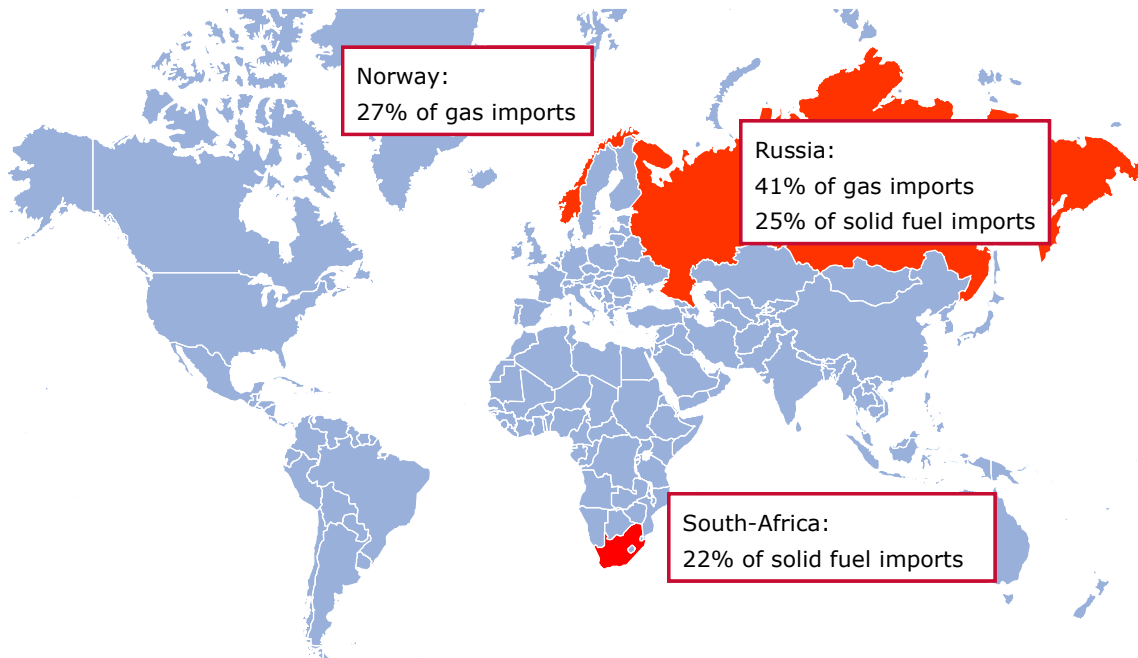 Norway:
27% of gas imports
Russia:
41% of gas imports
25% of solid fuel imports
South-Africa:
22% of solid fuel imports